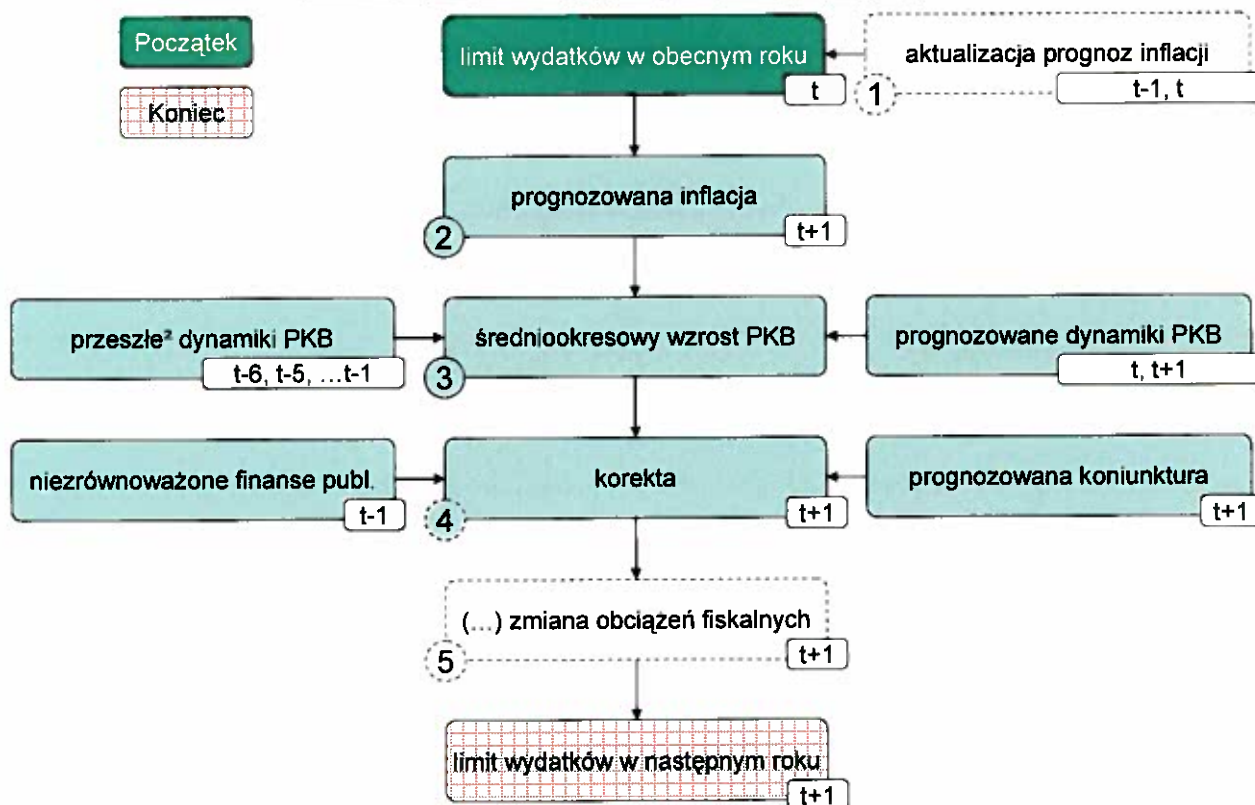 Początek
Koniec
limit wydatków w obecnym roku
t
aktualizacja prognoz inflacji
1
t-1, t
prognozowana inflacja
2
t+1
przeszłe² dynamiki PKB
t-6, t-5, ...t-1
średniookresowy wzrost PKB
3
prognozowane dynamiki PKB
t, t+1
niezrównoważone finanse publ.
t-1
korekta
4
t+1
prognozowana koniunktura
t+1
(...) zmiana obciążeń fiskalnych
5
t+1
limit wydatków w następnym roku
t+1